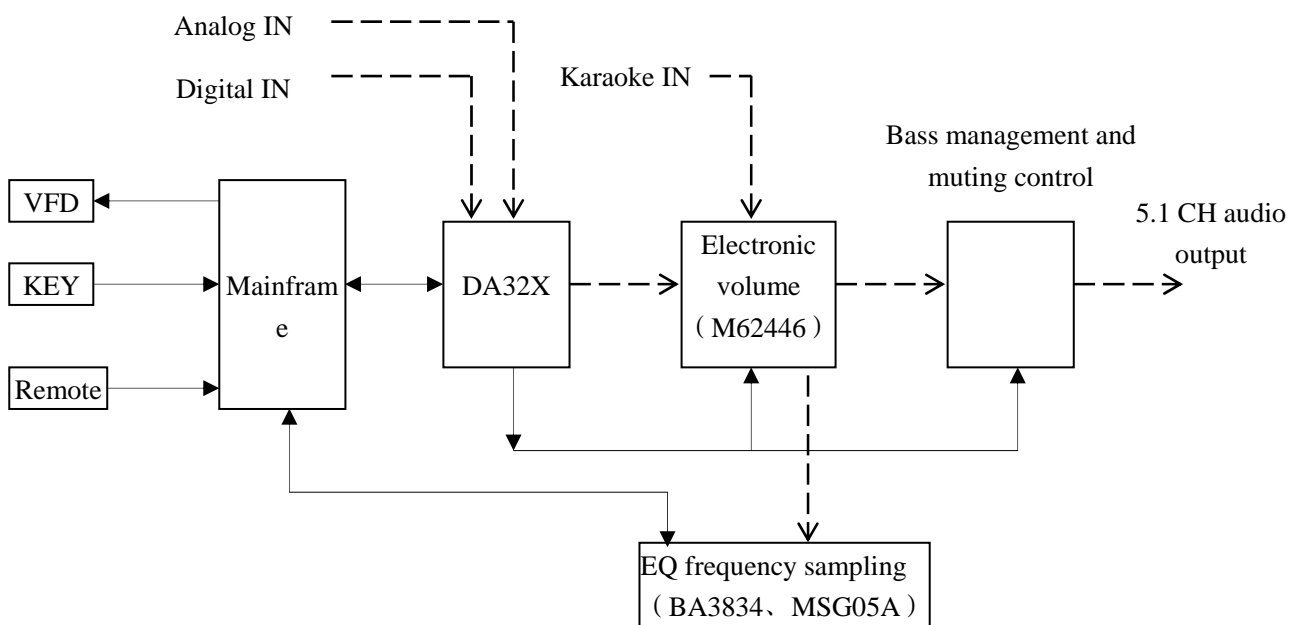 Analog IN
Digital IN
Karaoke IN
Bass management and
muting control
5.1 CH audio
output
VFD
KEY
Remote
Mainfram
e
DA32X
Electronic
volume
（M62446）
EQ frequency sampling
（BA3834、MSG05A）